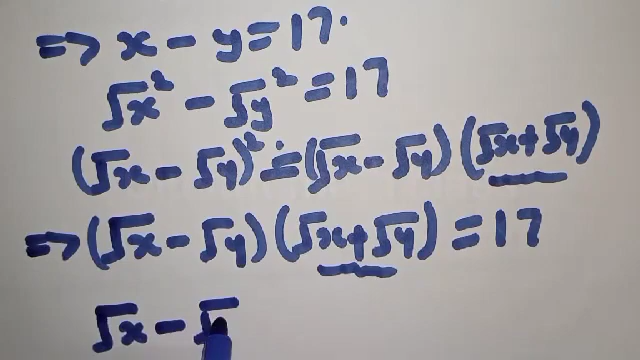 => x - y = 17.
√x² - √y² = 17
(√x - √y)² = (√x - √y)(√x + √y)
=> (√x - √y)(√x + √y) = 17
√x - √